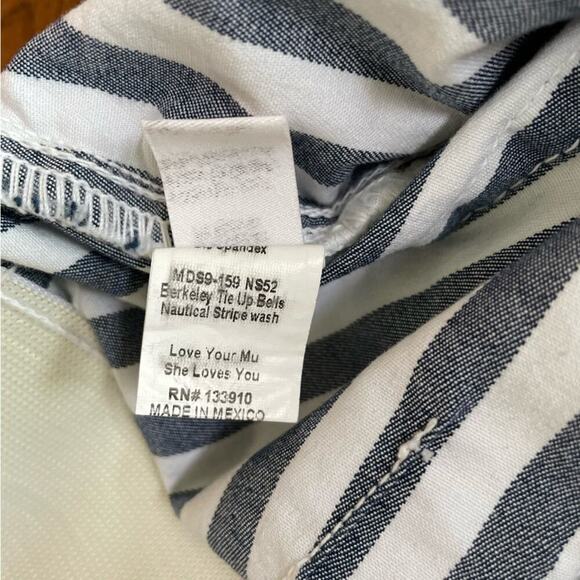 Spandex
MDS9-159 NS52
Berkeley Tie Up Bells
Nautical Stripe wash
Love Your Mu
She Loves You
RN# 133910
MADE IN MEXICO